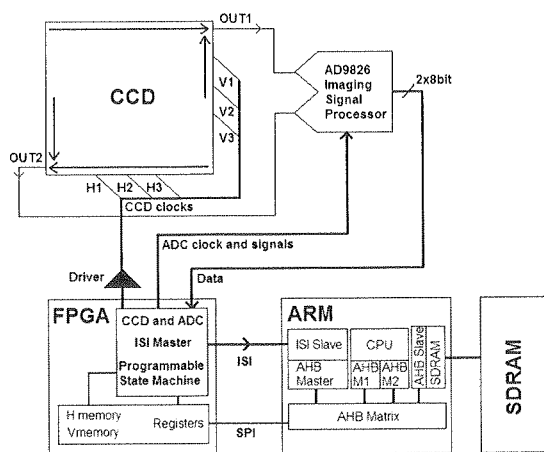 OUT1
CCD
V1
V2
V3
AD9826
Imaging
Signal
Processor
2x8bit
OUT2
H1
H2
H3
CCD clocks
ADC clock and signals
Driver
Data
FPGA
CCD and ADC
ISI Master
Programmable
State Machine
H memory
Vmemory
Registers
ISI
SPI
ARM
ISI Slave
AHB
Master
CPU
AHB
M1
AHB
M2
AHB Slave
SDRAM
AHB Matrix
SDRAM